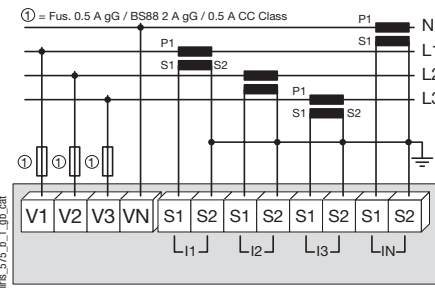 ① = Fus. 0.5 A gG / BS88 2 A gG / 0.5 A CC Class
P1
N
S1 S2
P1
L1
S1 S2
L2
P1
L3
S1 S2
① ① ①
V1 V2 V3 VN S1 S2 S1 S2 S1 S2 S1 S2
I1 I2 I3 IN